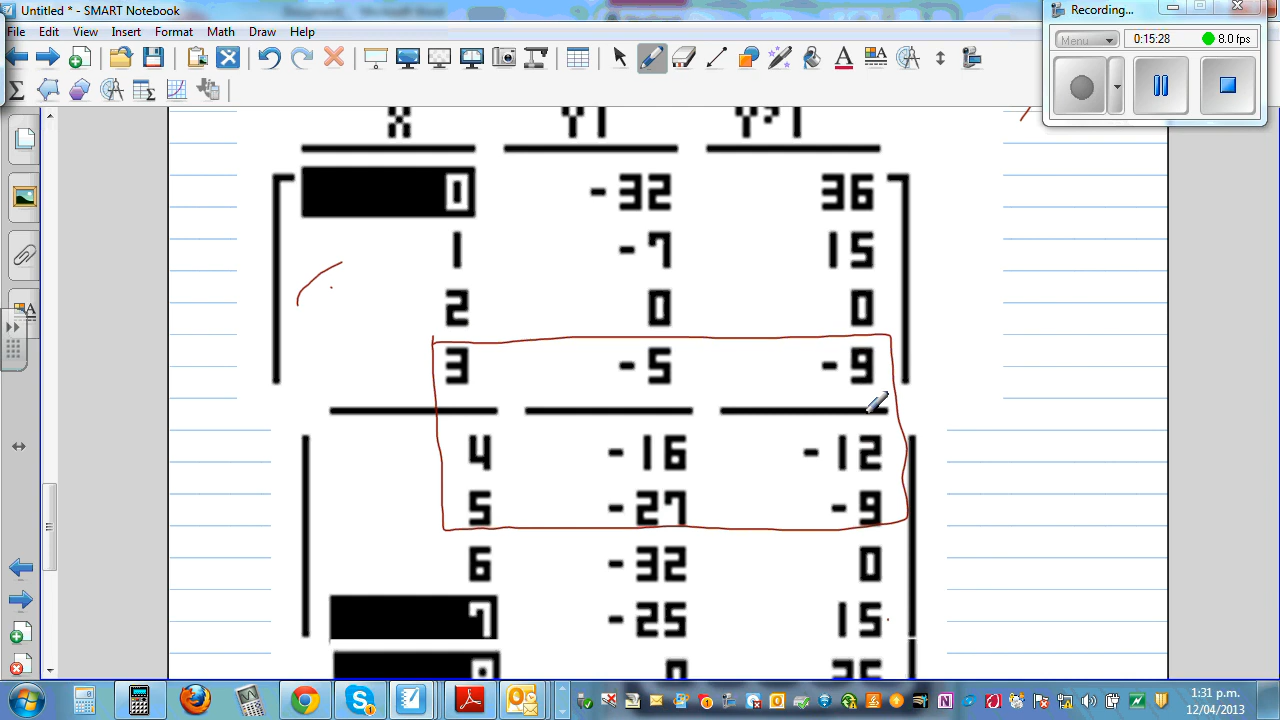 Untitled * - SMART Notebook
Recording...
File Edit View Insert Format Math Draw Help
Menu
0:15:28
8.0 fps
X Y1 Y'1
0 -32 36
1 -7 15
2 0 0
3 -5 -9
4 -16 -12
5 -27 -9
6 -32 0
7 -25 15
1:31 p.m.
12/04/2013